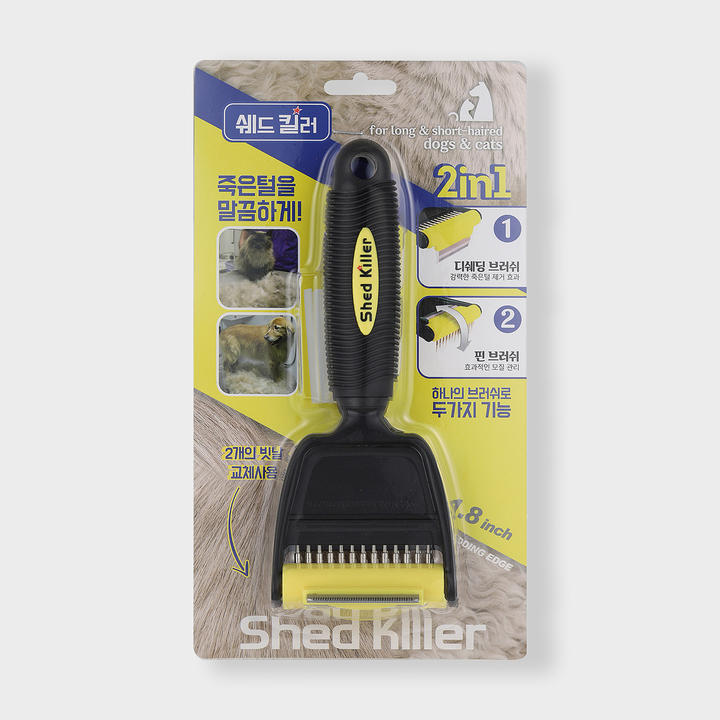 쉐드 킬러
for long & short-haired
dogs & cats
2in1
죽은털을
말끔하게!
1
디쉐딩 브러쉬
강력한 죽은털 제거 효과
Shed Killer
2
핀 브러쉬
효과적인 모질 관리
하나의 브러쉬로
두가지 기능
2개의 빗날
교체사용
1.8 inch
DDING EDGE
Shed Killer